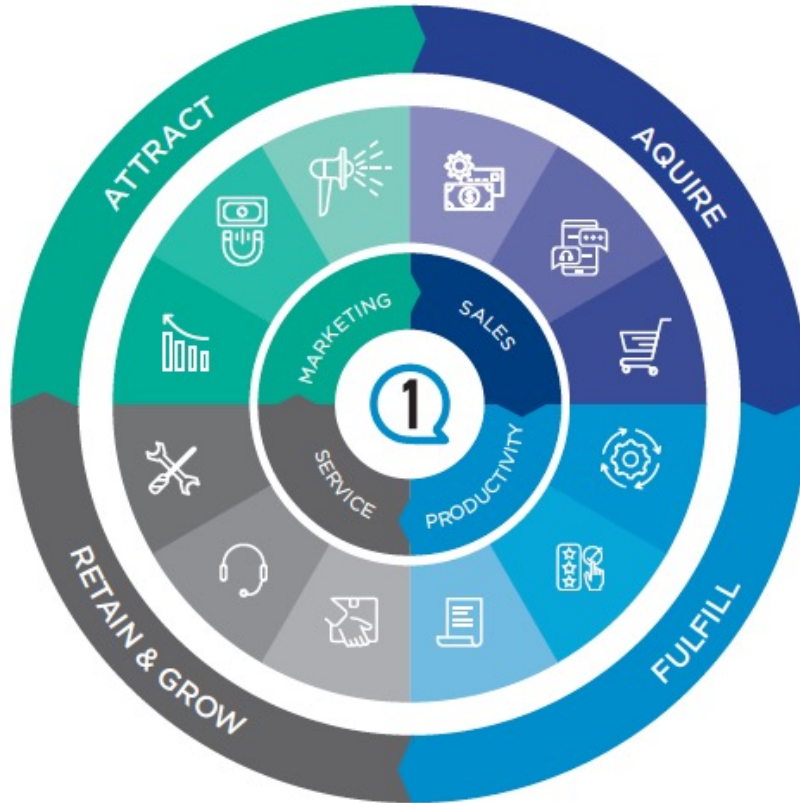 ATTRACT
AQUIRE
MARKETING
SALES
1
SERVICE
PRODUCTIVITY
RETAIN & GROW
FULFILL
$